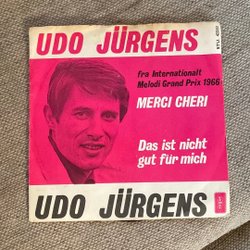 UDO JÜRGENS
fra Internationalt
Melodi Grand Prix 1966
MERCI CHERI
Das ist nicht
gut für mich
UDO JÜRGENS